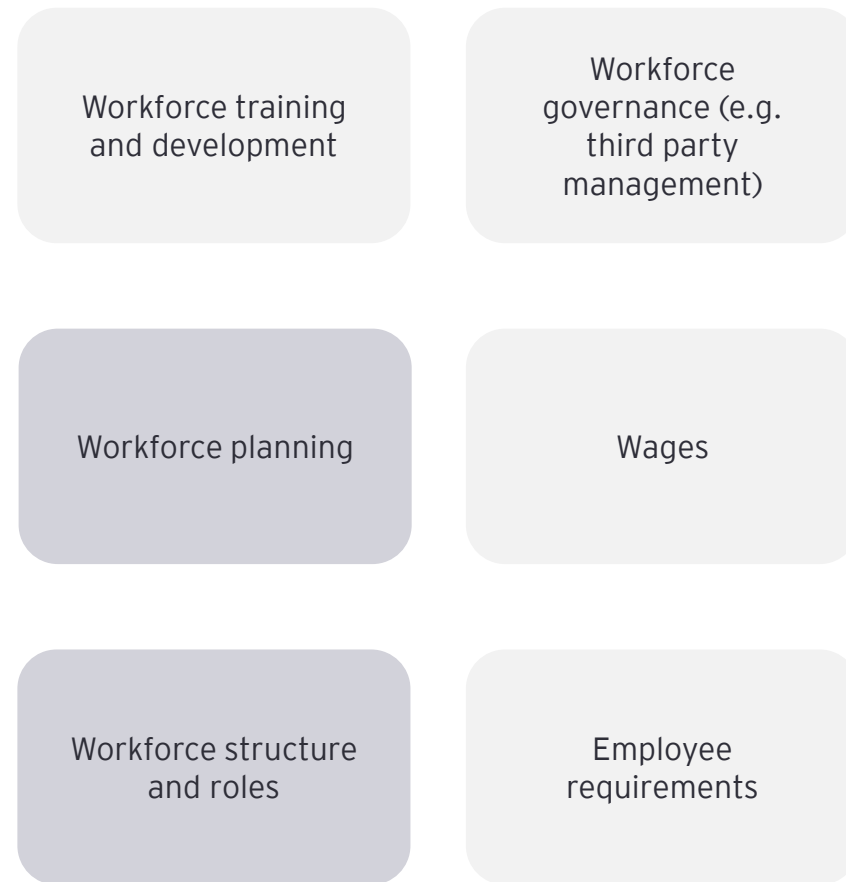 Workforce training
and development
Workforce
governance (e.g.
third party
management)
Workforce planning
Wages
Workforce structure
and roles
Employee
requirements